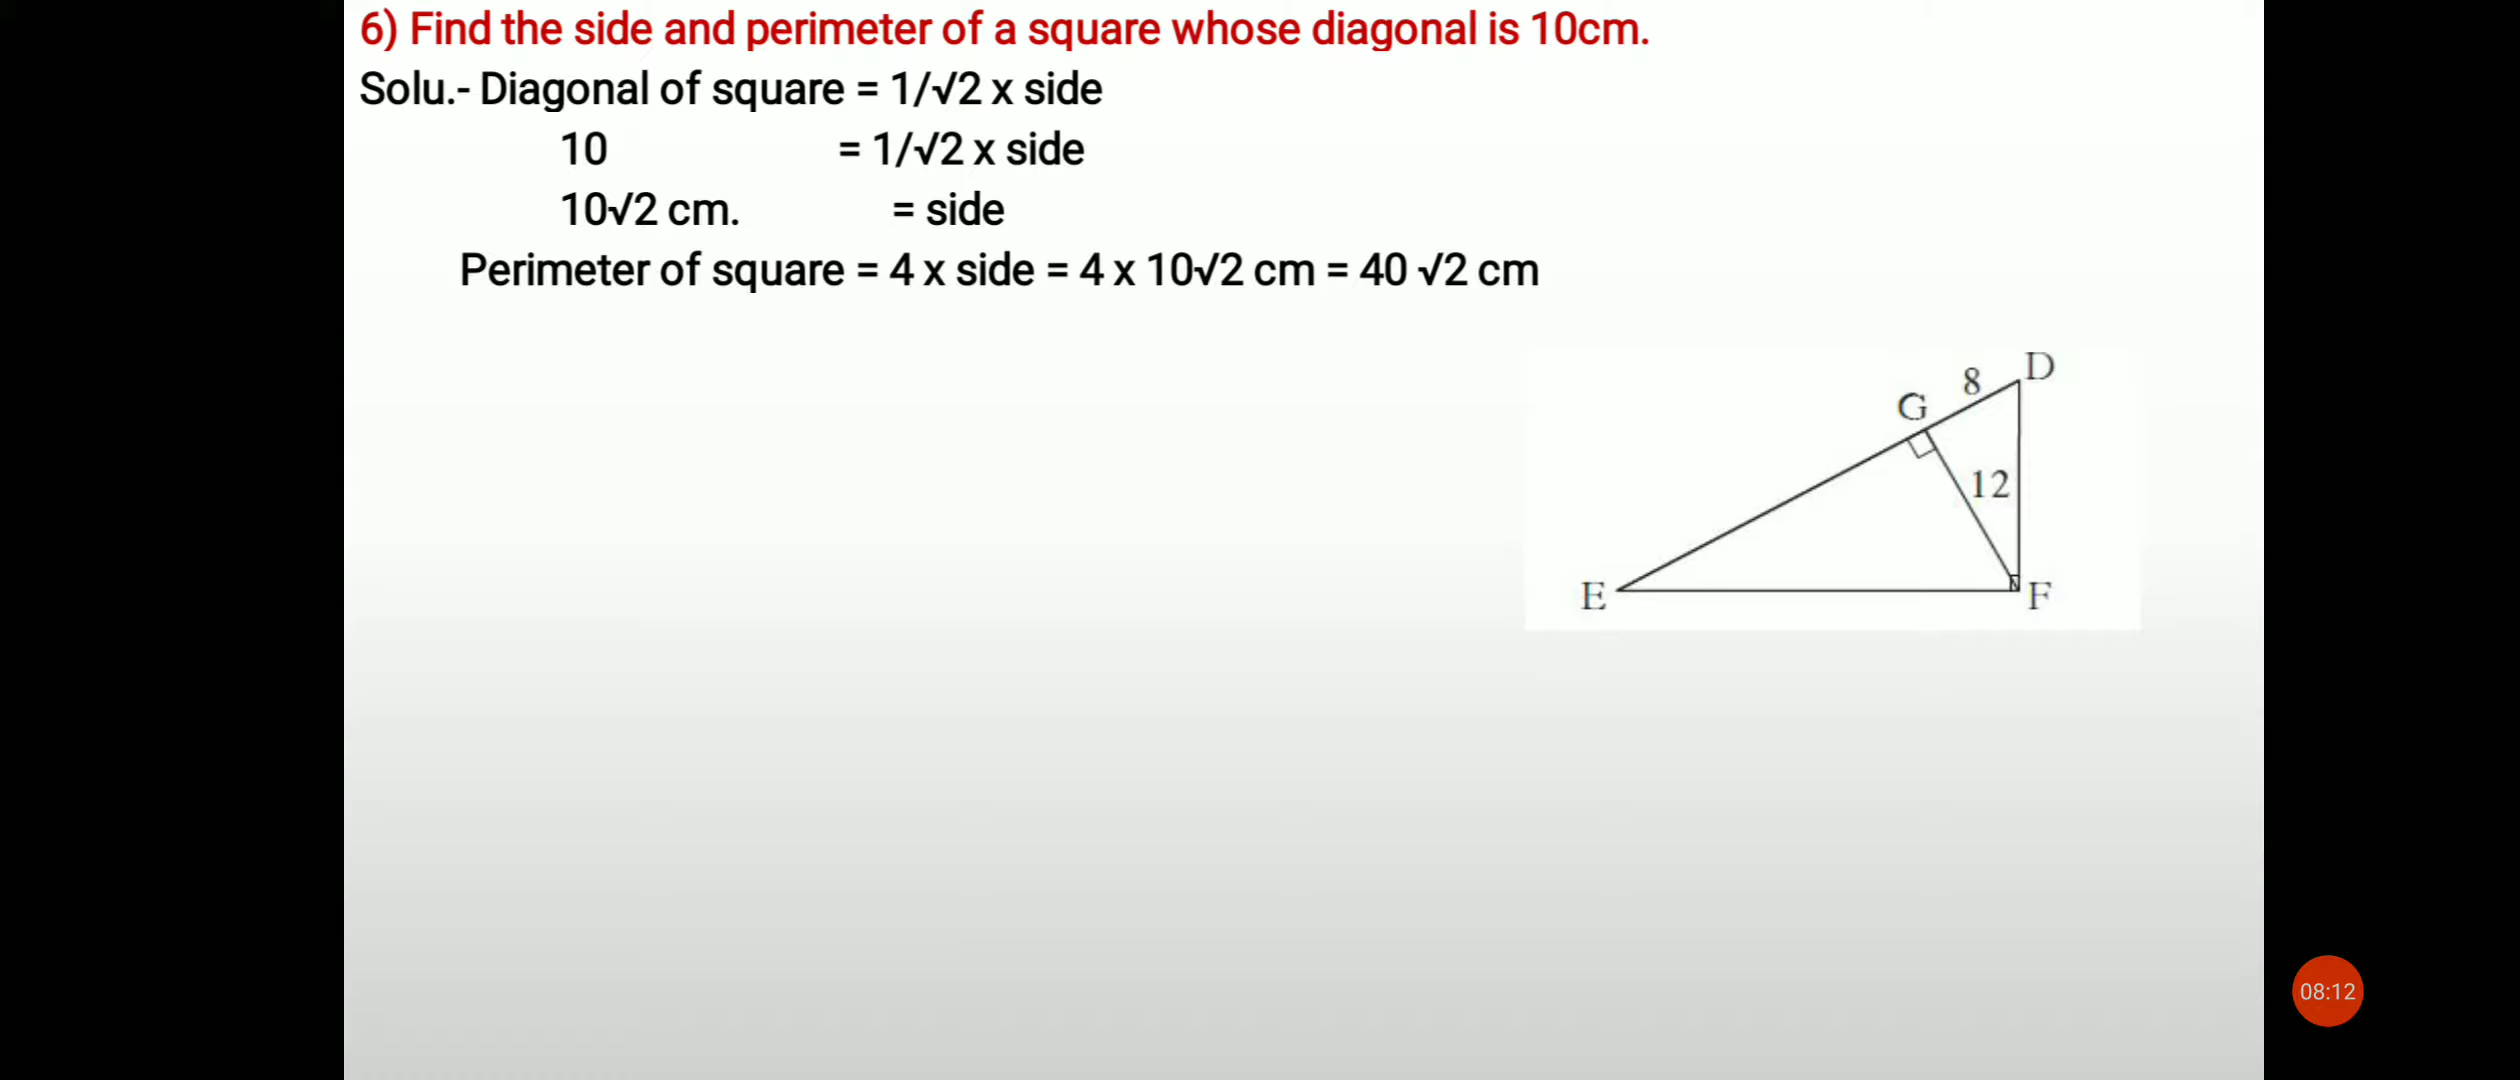 6) Find the side and perimeter of a square whose diagonal is 10cm.
Solu.- Diagonal of square = 1/√2 x side
10 = 1/√2 x side
10√2 cm. = side
Perimeter of square = 4 x side = 4 x 10√2 cm = 40 √2 cm
D
8
G
12
E
F
08:12